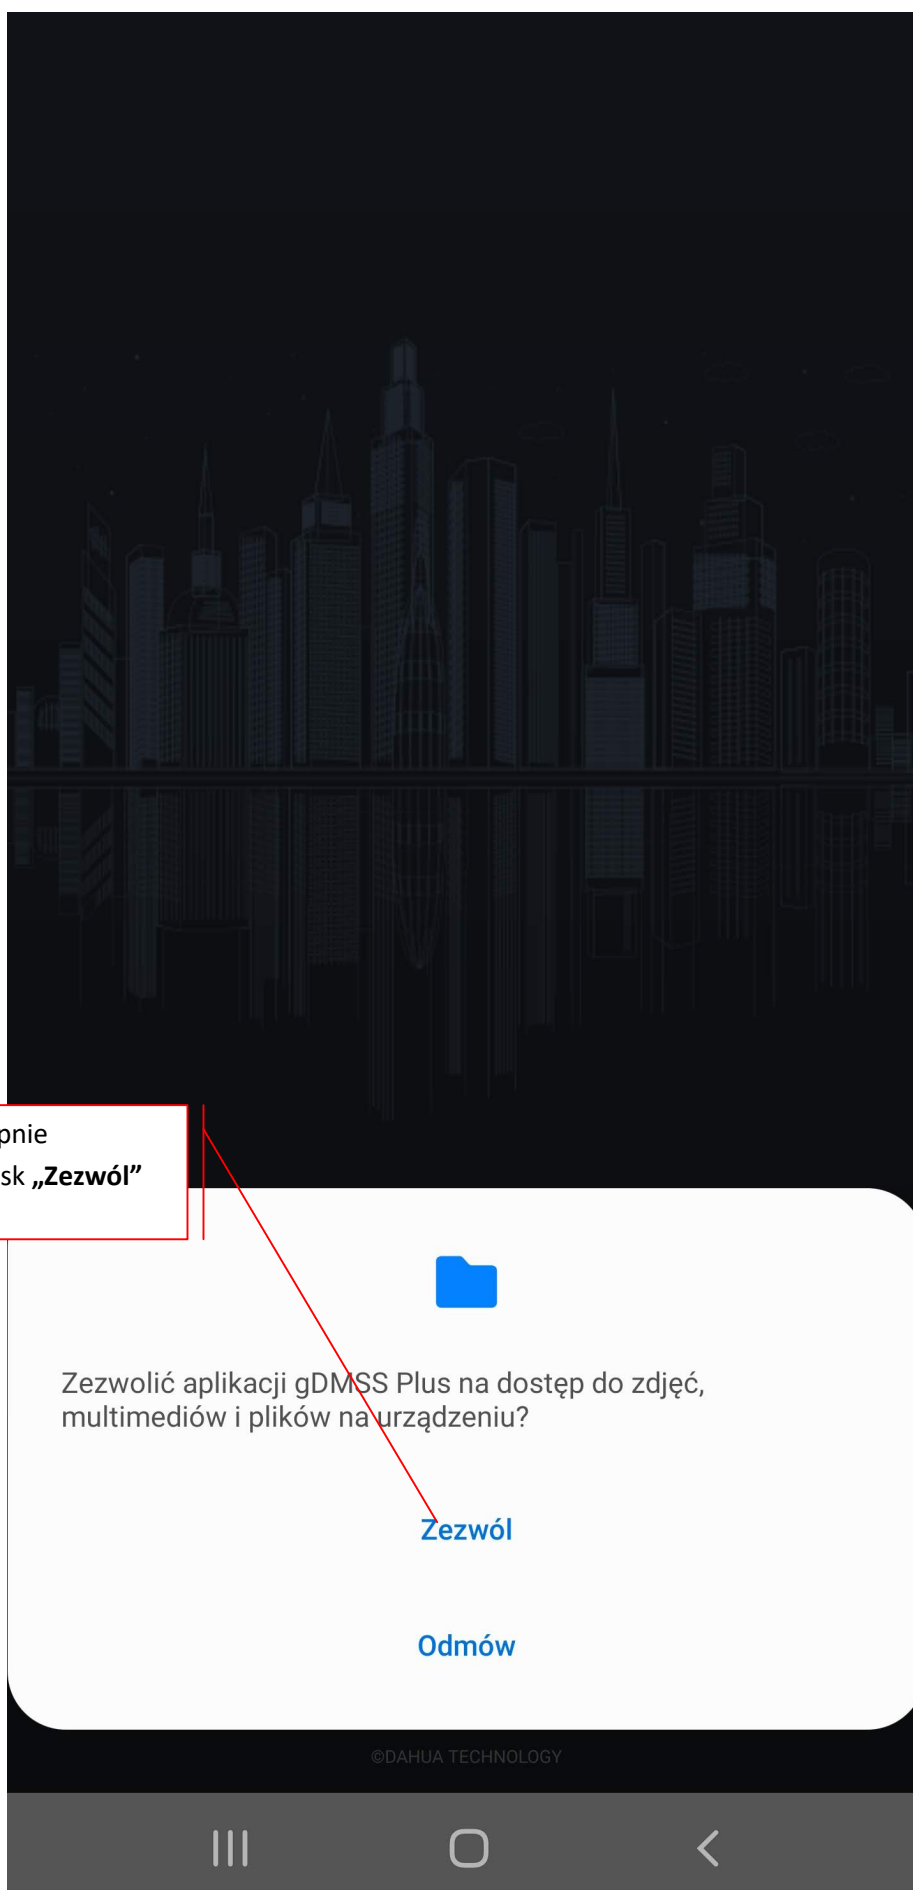 pnie
sk „Zezwól”
Zezwolić aplikacji gDMSS Plus na dostęp do zdjęć,
multimediów i plików na urządzeniu?
Zezwól
Odmów
©DAHUA TECHNOLOGY